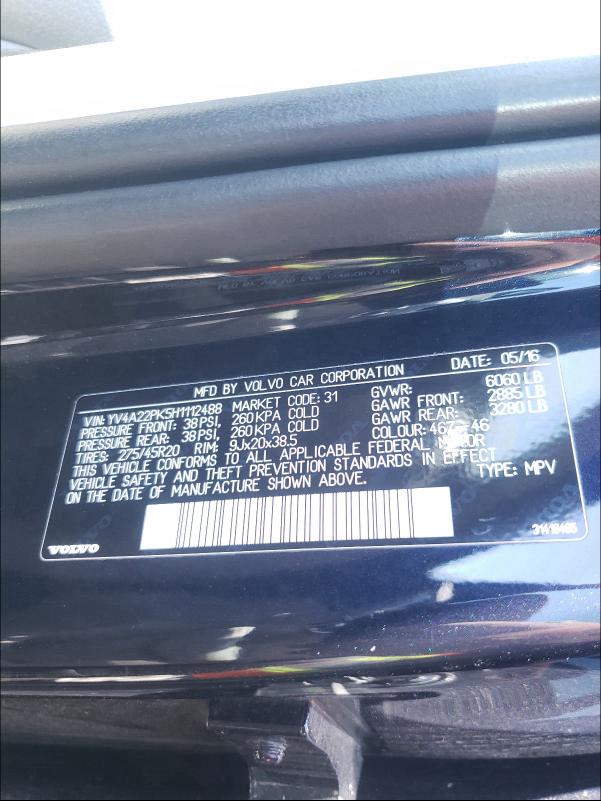 MFD BY VOLVO CAR CORPORATION DATE: 05/16
VIN: YV4A22PK5H1112488 MARKET CODE: 31 GVWR: 6060 LB
PRESSURE FRONT: 38 PSI, 260 KPA COLD GAWR FRONT: 2885 LB
PRESSURE REAR: 38 PSI, 260 KPA COLD GAWR REAR: 3280 LB
TIRES: 275/45R20 RIM: 9Jx20x38.5 COLOUR: 467 46
THIS VEHICLE CONFORMS TO ALL APPLICABLE FEDERAL MOTOR
VEHICLE SAFETY AND THEFT PREVENTION STANDARDS IN EFFECT
ON THE DATE OF MANUFACTURE SHOWN ABOVE. TYPE: MPV
VOLVO 31419485